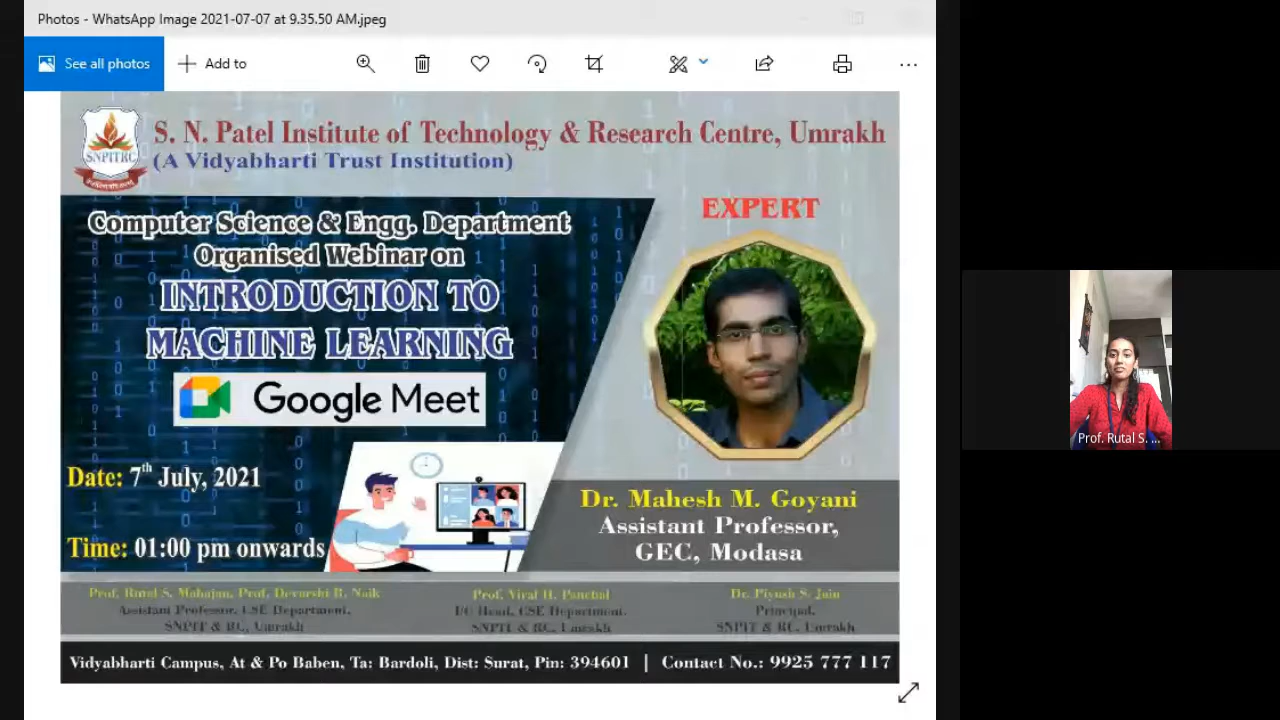 Photos - WhatsApp Image 2021-07-07 at 9.35.50 AM.jpeg
See all photos
Add to
SNPITRC
S. N. Patel Institute of Technology & Research Centre, Umrakh
(A Vidyabharti Trust Institution)
Computer Science & Engg. Department
Organised Webinar on
INTRODUCTION TO
MACHINE LEARNING
Google Meet
Date: 7th July, 2021
Time: 01:00 pm onwards
EXPERT
Dr. Mahesh M. Goyani
Assistant Professor,
GEC, Modasa
Prof. Rutal S. Mahajan, Prof. Devarshi R. Naik
Assistant Professor, CSE Department,
SNPIT & RC, Umrakh
Prof. Viral H. Panchal
I/C Head, CSE Department,
SNPIT & RC, Umrakh
Dr. Piyush S. Jain
Principal,
SNPIT & RC, Umrakh
Vidyabharti Campus, At & Po Baben, Ta: Bardoli, Dist: Surat, Pin: 394601 | Contact No.: 9925 777 117
Prof. Rutal S. ...